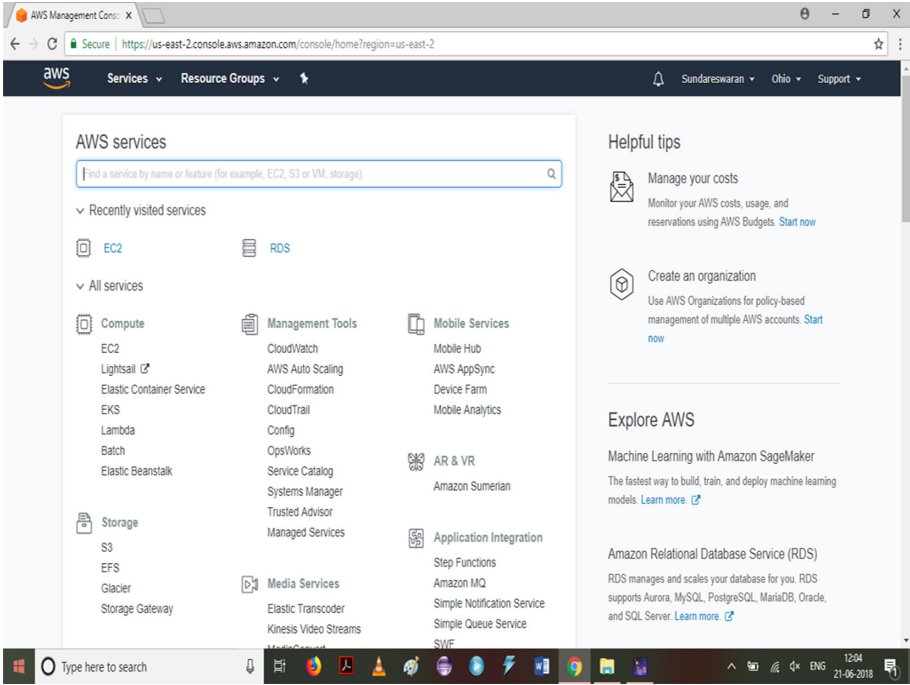 AWS Management Cons
Secure | https://us-east-2.console.aws.amazon.com/console/home?region=us-east-2
aws Services Resource Groups Sundareswaran Ohio Support
AWS services
Find a service by name or feature (for example, EC2, S3 or VM, storage).
Recently visited services
EC2 RDS
All services
Compute
EC2
Lightsail
Elastic Container Service
EKS
Lambda
Batch
Elastic Beanstalk
Storage
S3
EFS
Glacier
Storage Gateway
Management Tools
CloudWatch
AWS Auto Scaling
CloudFormation
CloudTrail
Config
OpsWorks
Service Catalog
Systems Manager
Trusted Advisor
Managed Services
Media Services
Elastic Transcoder
Kinesis Video Streams
MediaConvert
Mobile Services
Mobile Hub
AWS AppSync
Device Farm
Mobile Analytics
AR & VR
Amazon Sumerian
Application Integration
Step Functions
Amazon MQ
Simple Notification Service
Simple Queue Service
SWF
Helpful tips
Manage your costs
Monitor your AWS costs, usage, and
reservations using AWS Budgets. Start now
Create an organization
Use AWS Organizations for policy-based
management of multiple AWS accounts. Start
now
Explore AWS
Machine Learning with Amazon SageMaker
The fastest way to build, train, and deploy machine learning
models. Learn more.
Amazon Relational Database Service (RDS)
RDS manages and scales your database for you. RDS
supports Aurora, MySQL, PostgreSQL, MariaDB, Oracle,
and SQL Server. Learn more.
Type here to search
ENG
12:04
21-06-2018
1